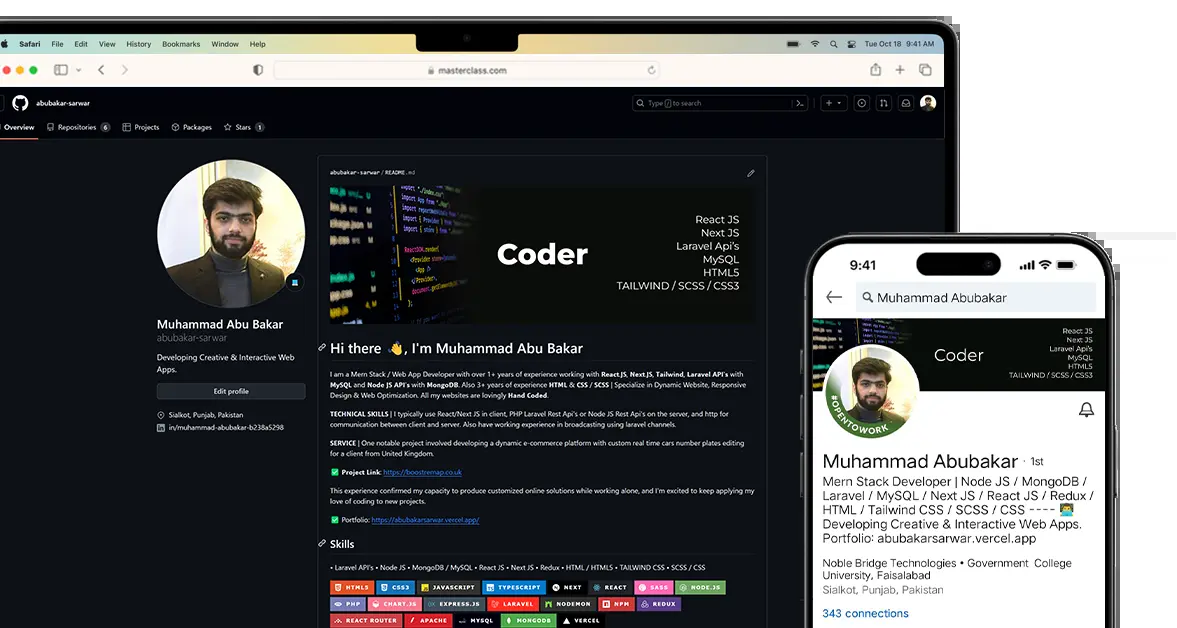 Safari File Edit View History Bookmarks Window Help
Tue Oct 18 9:41 AM
masterclass.com
abubakar-sarwar
Type / to search
Overview Repositories 6 Projects Packages Stars 1
Muhammad Abu Bakar
abubakar-sarwar
Developing Creative & Interactive Web
Apps.
Edit profile
Sialkot, Punjab, Pakistan
in/muhammad-abubakar-b238a5298
abubakar-sarwar / README.md
Coder
React JS
Next JS
Laravel Api's
MySQL
HTML5
TAILWIND / SCSS / CSS3
Hi there 👋, I'm Muhammad Abu Bakar
I am a Mern Stack / Web App Developer with over 1+ years of experience working with React.JS, Next.JS, Tailwind, Laravel API's with
MySQL and Node JS API's with MongoDB. Also 3+ years of experience HTML & CSS / SCSS | Specialize in Dynamic Website, Responsive
Design & Web Optimization. All my websites are lovingly Hand Coded.
TECHNICAL SKILLS | I typically use React/Next JS in client, PHP Laravel Rest Api's or Node JS Rest Api's on the server, and http for
communication between client and server. Also have working experience in broadcasting using laravel channels.
SERVICE | One notable project involved developing a dynamic e-commerce platform with custom real time cars number plates editing
for a client from United Kingdom.
✅ Project Link: https://boostremap.co.uk
This experience confirmed my capacity to produce customized online solutions while working alone, and I'm excited to keep applying my
love of coding to new projects.
✅ Portfolio: https://abubakarsarwar.vercel.app/
Skills
• Laravel API's • Node JS • MongoDB / MySQL • React JS • Next JS • Redux • HTML / HTML5 • TAILWIND CSS • SCSS / CSS
HTML5 CSS3 JAVASCRIPT TYPESCRIPT NEXT REACT SASS NODE.JS
PHP CHART.JS EXPRESS.JS LARAVEL NODEMON NPM REDUX
REACT ROUTER APACHE MYSQL MONGODB VERCEL
9:41
Muhammad Abubakar
Coder
React JS
Next JS
Laravel Api's
MySQL
HTML5
TAILWIND / SCSS / CSS3
#OPENTOWORK
Muhammad Abubakar · 1st
Mern Stack Developer | Node JS / MongoDB /
Laravel / MySQL / Next JS / React JS / Redux /
HTML / Tailwind CSS / SCSS / CSS ---- 👨‍💻
Developing Creative & Interactive Web Apps.
Portfolio: abubakarsarwar.vercel.app
Noble Bridge Technologies • Government College
University, Faisalabad
Sialkot, Punjab, Pakistan
343 connections